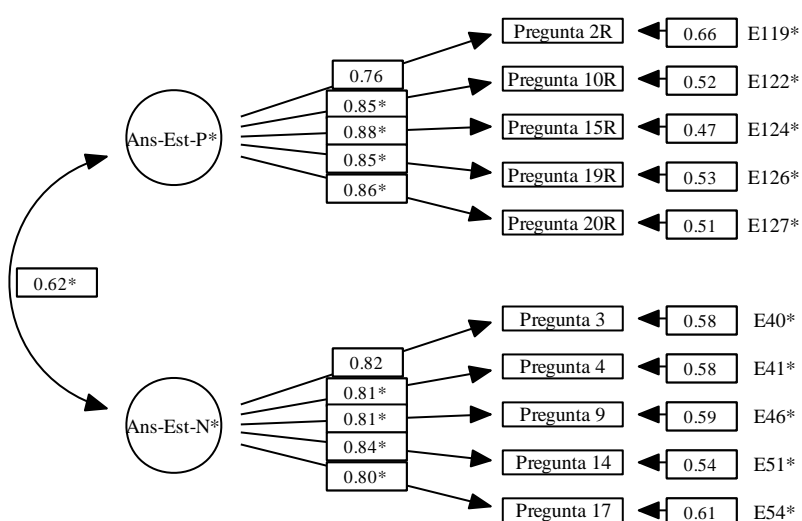 Pregunta 2R 0.66 E119*
0.76
Pregunta 10R 0.52 E122*
0.85*
Ans-Est-P* 0.88* Pregunta 15R 0.47 E124*
0.85*
Pregunta 19R 0.53 E126*
0.86*
Pregunta 20R 0.51 E127*
0.62*
Pregunta 3 0.58 E40*
0.82
Pregunta 4 0.58 E41*
0.81*
Ans-Est-N* 0.81* Pregunta 9 0.59 E46*
0.84*
Pregunta 14 0.54 E51*
0.80*
Pregunta 17 0.61 E54*